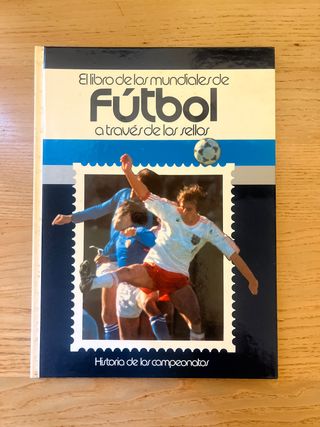 El libro de los mundiales de
Fútbol
a través de los sellos
Historia de los campeonatos